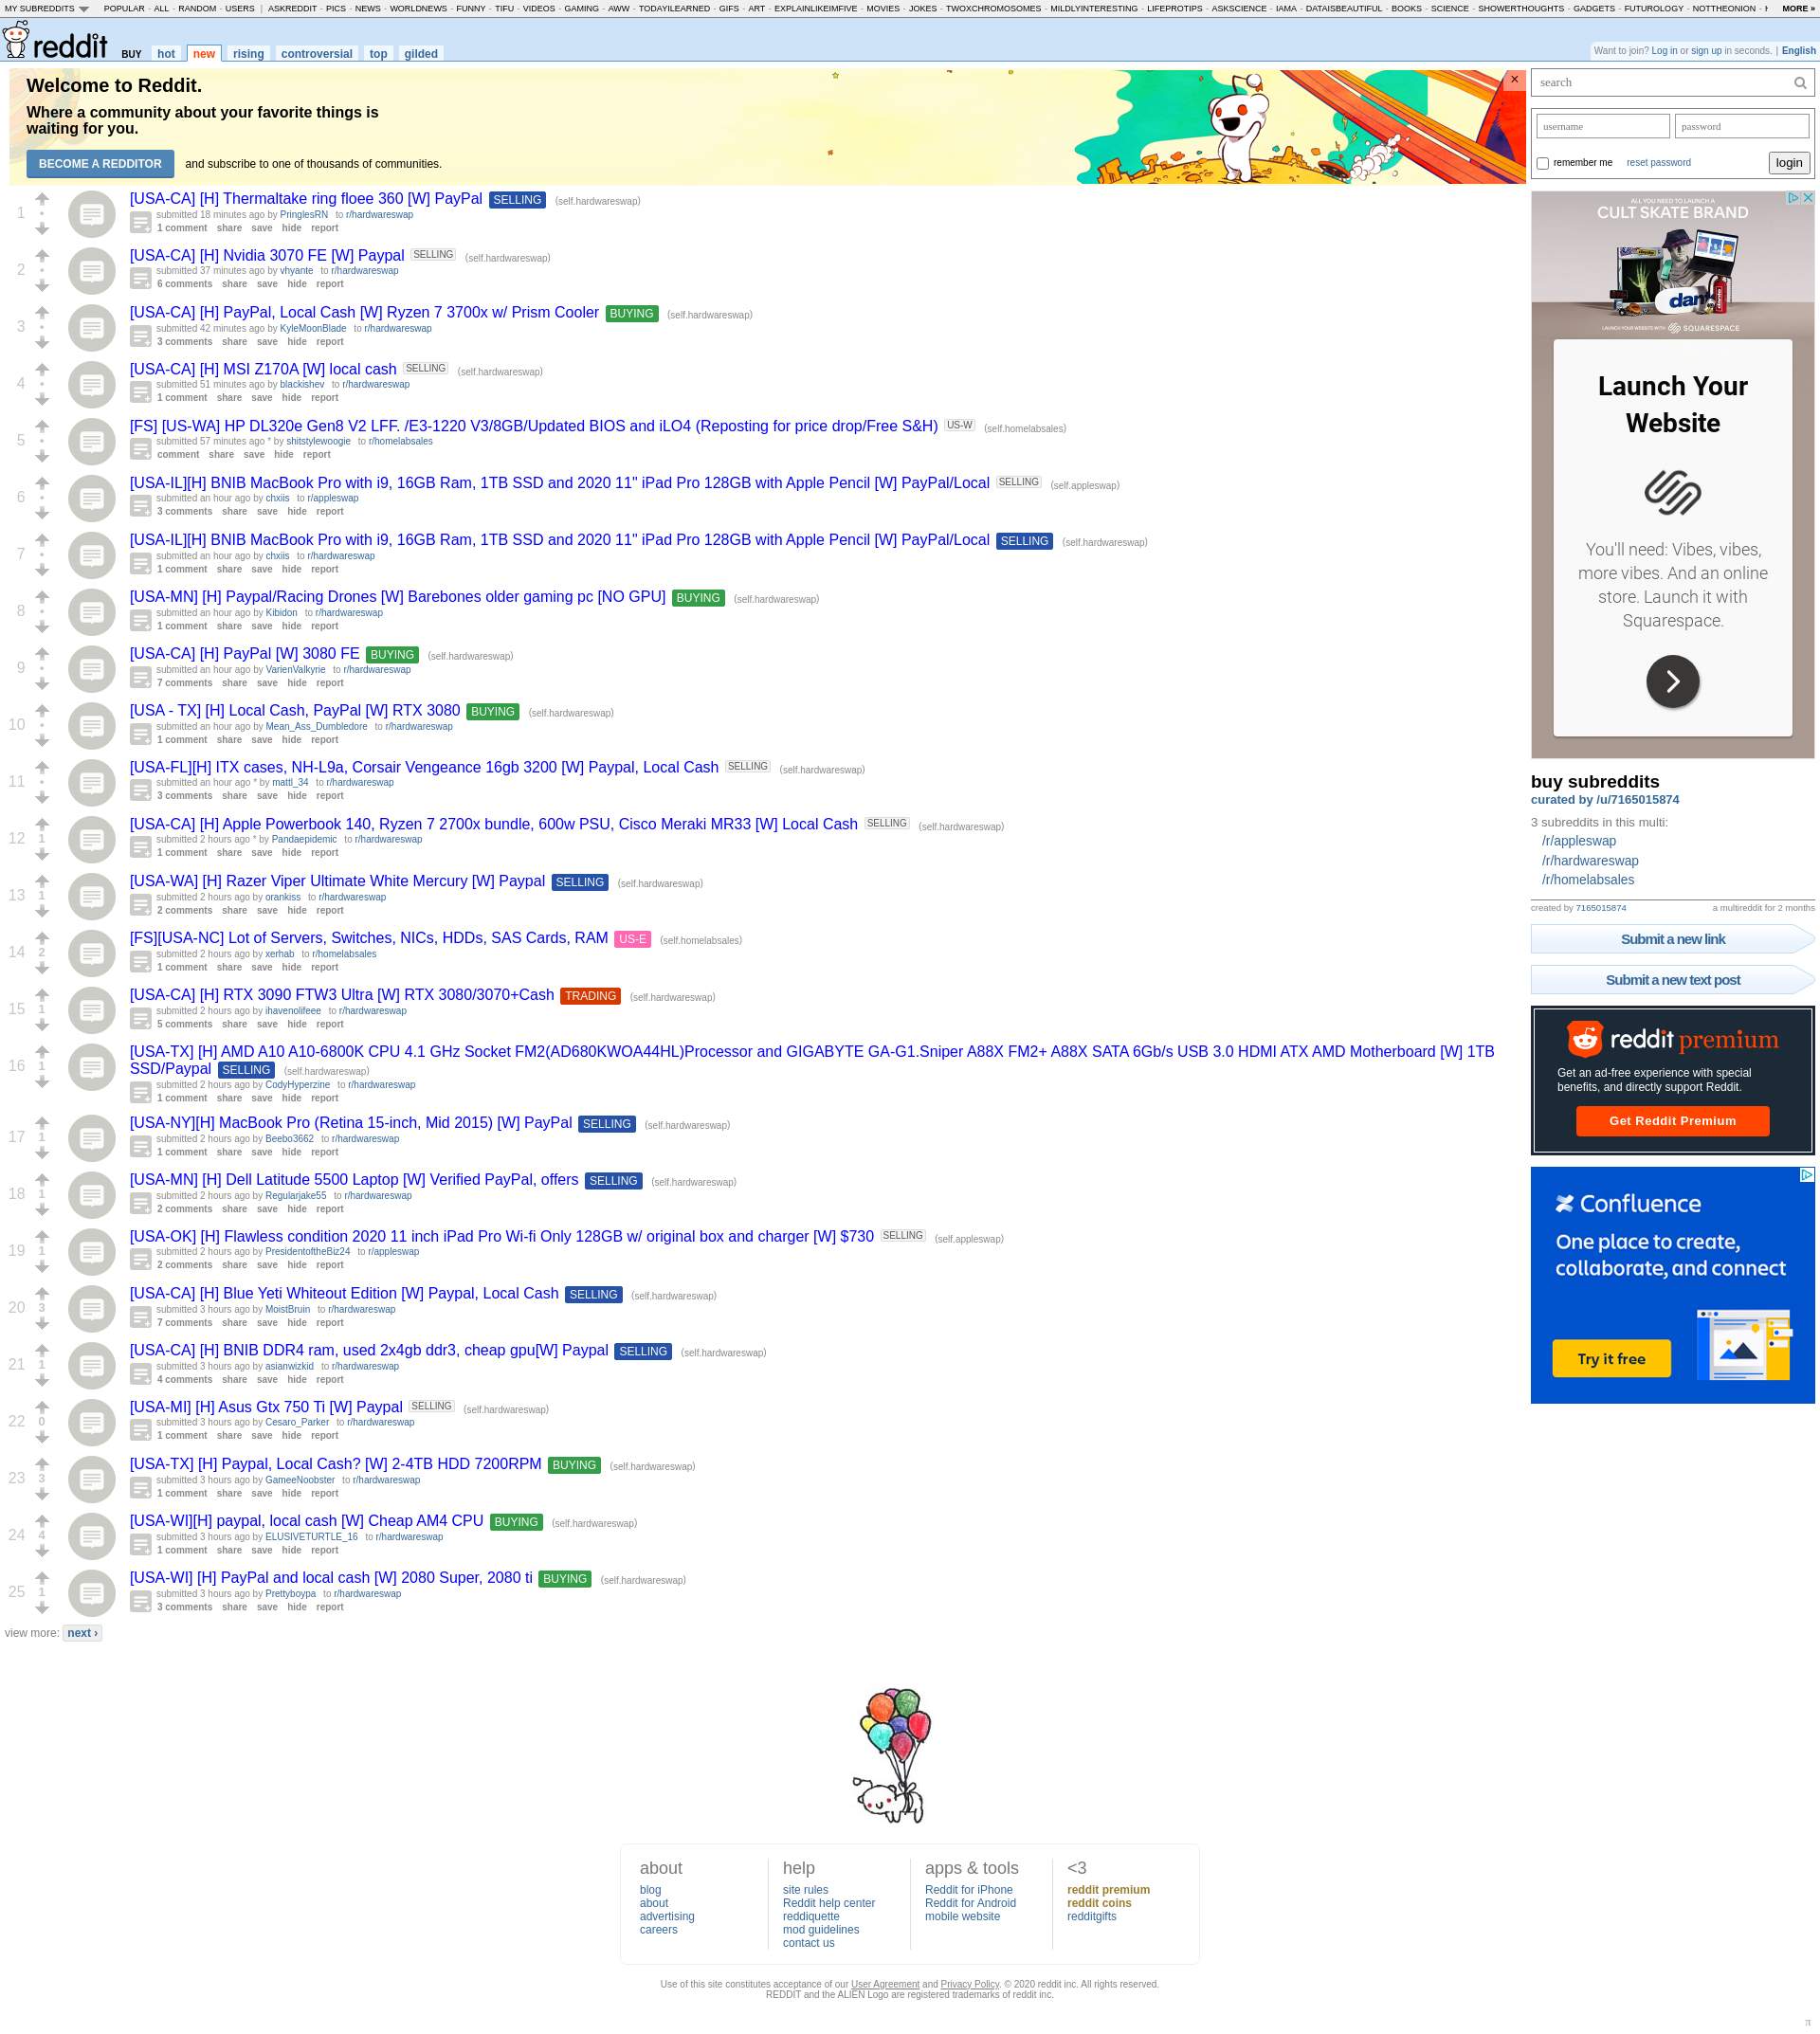 MY SUBREDDITS POPULAR - ALL - RANDOM - USERS | ASKREDDIT - PICS - NEWS - WORLDNEWS - FUNNY - TIFU - VIDEOS - GAMING - AWW - TODAYILEARNED - GIFS - ART - EXPLAINLIKEIMFIVE - MOVIES - JOKES - TWOXCHROMOSOMES - MILDLYINTERESTING - LIFEPROTIPS - ASKSCIENCE - IAMA - DATAISBEAUTIFUL - BOOKS - SCIENCE - SHOWERTHOUGHTS - GADGETS - FUTUROLOGY - NOTTHEONION - MORE »
reddit BUY hot new rising controversial top gilded
Want to join? Log in or sign up in seconds. | English
Welcome to Reddit.
Where a community about your favorite things is
waiting for you.
BECOME A REDDITOR and subscribe to one of thousands of communities.
1 [USA-CA] [H] Thermaltake ring floee 360 [W] PayPal SELLING (self.hardwareswap)
submitted 18 minutes ago by PringlesRN to r/hardwareswap
1 comment share save hide report
2 [USA-CA] [H] Nvidia 3070 FE [W] Paypal SELLING (self.hardwareswap)
submitted 37 minutes ago by vhyante to r/hardwareswap
6 comments share save hide report
3 [USA-CA] [H] PayPal, Local Cash [W] Ryzen 7 3700x w/ Prism Cooler BUYING (self.hardwareswap)
submitted 42 minutes ago by KyleMoonBlade to r/hardwareswap
3 comments share save hide report
4 [USA-CA] [H] MSI Z170A [W] local cash SELLING (self.hardwareswap)
submitted 51 minutes ago by blackishev to r/hardwareswap
1 comment share save hide report
5 [FS] [US-WA] HP DL320e Gen8 V2 LFF. /E3-1220 V3/8GB/Updated BIOS and iLO4 (Reposting for price drop/Free S&H) US-W (self.homelabsales)
submitted 57 minutes ago * by shitstylewoogie to r/homelabsales
comment share save hide report
6 [USA-IL][H] BNIB MacBook Pro with i9, 16GB Ram, 1TB SSD and 2020 11" iPad Pro 128GB with Apple Pencil [W] PayPal/Local SELLING (self.appleswap)
submitted an hour ago by chxiis to r/appleswap
3 comments share save hide report
7 [USA-IL][H] BNIB MacBook Pro with i9, 16GB Ram, 1TB SSD and 2020 11" iPad Pro 128GB with Apple Pencil [W] PayPal/Local SELLING (self.hardwareswap)
submitted an hour ago by chxiis to r/hardwareswap
1 comment share save hide report
8 [USA-MN] [H] Paypal/Racing Drones [W] Barebones older gaming pc [NO GPU] BUYING (self.hardwareswap)
submitted an hour ago by Kibidon to r/hardwareswap
1 comment share save hide report
9 [USA-CA] [H] PayPal [W] 3080 FE BUYING (self.hardwareswap)
submitted an hour ago by VarienValkyrie to r/hardwareswap
7 comments share save hide report
10 [USA - TX] [H] Local Cash, PayPal [W] RTX 3080 BUYING (self.hardwareswap)
submitted an hour ago by Mean_Ass_Dumbledore to r/hardwareswap
1 comment share save hide report
11 [USA-FL][H] ITX cases, NH-L9a, Corsair Vengeance 16gb 3200 [W] Paypal, Local Cash SELLING (self.hardwareswap)
submitted an hour ago * by mattl_34 to r/hardwareswap
3 comments share save hide report
12 1 [USA-CA] [H] Apple Powerbook 140, Ryzen 7 2700x bundle, 600w PSU, Cisco Meraki MR33 [W] Local Cash SELLING (self.hardwareswap)
submitted 2 hours ago * by Pandaepidemic to r/hardwareswap
1 comment share save hide report
13 1 [USA-WA] [H] Razer Viper Ultimate White Mercury [W] Paypal SELLING (self.hardwareswap)
submitted 2 hours ago by orankiss to r/hardwareswap
2 comments share save hide report
14 2 [FS][USA-NC] Lot of Servers, Switches, NICs, HDDs, SAS Cards, RAM US-E (self.homelabsales)
submitted 2 hours ago by xerhab to r/homelabsales
1 comment share save hide report
15 1 [USA-CA] [H] RTX 3090 FTW3 Ultra [W] RTX 3080/3070+Cash TRADING (self.hardwareswap)
submitted 2 hours ago by ihavenolifeee to r/hardwareswap
5 comments share save hide report
16 1 [USA-TX] [H] AMD A10 A10-6800K CPU 4.1 GHz Socket FM2(AD680KWOA44HL)Processor and GIGABYTE GA-G1.Sniper A88X FM2+ A88X SATA 6Gb/s USB 3.0 HDMI ATX AMD Motherboard [W] 1TB
SSD/Paypal SELLING (self.hardwareswap)
submitted 2 hours ago by CodyHyperzine to r/hardwareswap
1 comment share save hide report
17 1 [USA-NY][H] MacBook Pro (Retina 15-inch, Mid 2015) [W] PayPal SELLING (self.hardwareswap)
submitted 2 hours ago by Beebo3662 to r/hardwareswap
1 comment share save hide report
18 1 [USA-MN] [H] Dell Latitude 5500 Laptop [W] Verified PayPal, offers SELLING (self.hardwareswap)
submitted 2 hours ago by Regularjake55 to r/hardwareswap
2 comments share save hide report
19 1 [USA-OK] [H] Flawless condition 2020 11 inch iPad Pro Wi-fi Only 128GB w/ original box and charger [W] $730 SELLING (self.appleswap)
submitted 2 hours ago by PresidentoftheBiz24 to r/appleswap
2 comments share save hide report
20 3 [USA-CA] [H] Blue Yeti Whiteout Edition [W] Paypal, Local Cash SELLING (self.hardwareswap)
submitted 3 hours ago by MoistBruin to r/hardwareswap
7 comments share save hide report
21 1 [USA-CA] [H] BNIB DDR4 ram, used 2x4gb ddr3, cheap gpu[W] Paypal SELLING (self.hardwareswap)
submitted 3 hours ago by asianwizkid to r/hardwareswap
4 comments share save hide report
22 0 [USA-MI] [H] Asus Gtx 750 Ti [W] Paypal SELLING (self.hardwareswap)
submitted 3 hours ago by Cesaro_Parker to r/hardwareswap
1 comment share save hide report
23 3 [USA-TX] [H] Paypal, Local Cash? [W] 2-4TB HDD 7200RPM BUYING (self.hardwareswap)
submitted 3 hours ago by GameeNoobster to r/hardwareswap
1 comment share save hide report
24 4 [USA-WI][H] paypal, local cash [W] Cheap AM4 CPU BUYING (self.hardwareswap)
submitted 3 hours ago by ELUSIVETURTLE_16 to r/hardwareswap
1 comment share save hide report
25 1 [USA-WI] [H] PayPal and local cash [W] 2080 Super, 2080 ti BUYING (self.hardwareswap)
submitted 3 hours ago by Prettyboypa to r/hardwareswap
3 comments share save hide report
view more: next ›
search
username password
remember me reset password login
ALL YOU NEED TO LAUNCH A
CULT SKATE BRAND
dant
LAUNCH YOUR WEBSITE WITH SQUARESPACE
Launch Your
Website
You'll need: Vibes, vibes,
more vibes. And an online
store. Launch it with
Squarespace.
buy subreddits
curated by /u/7165015874
3 subreddits in this multi:
/r/appleswap
/r/hardwareswap
/r/homelabsales
created by 7165015874 a multireddit for 2 months
Submit a new link
Submit a new text post
reddit premium
Get an ad-free experience with special
benefits, and directly support Reddit.
Get Reddit Premium
Confluence
One place to create,
collaborate, and connect
Try it free
about
blog
about
advertising
careers
help
site rules
Reddit help center
reddiquette
mod guidelines
contact us
apps & tools
Reddit for iPhone
Reddit for Android
mobile website
<3
reddit premium
reddit coins
redditgifts
Use of this site constitutes acceptance of our User Agreement and Privacy Policy. © 2020 reddit inc. All rights reserved.
REDDIT and the ALIEN Logo are registered trademarks of reddit inc.
π